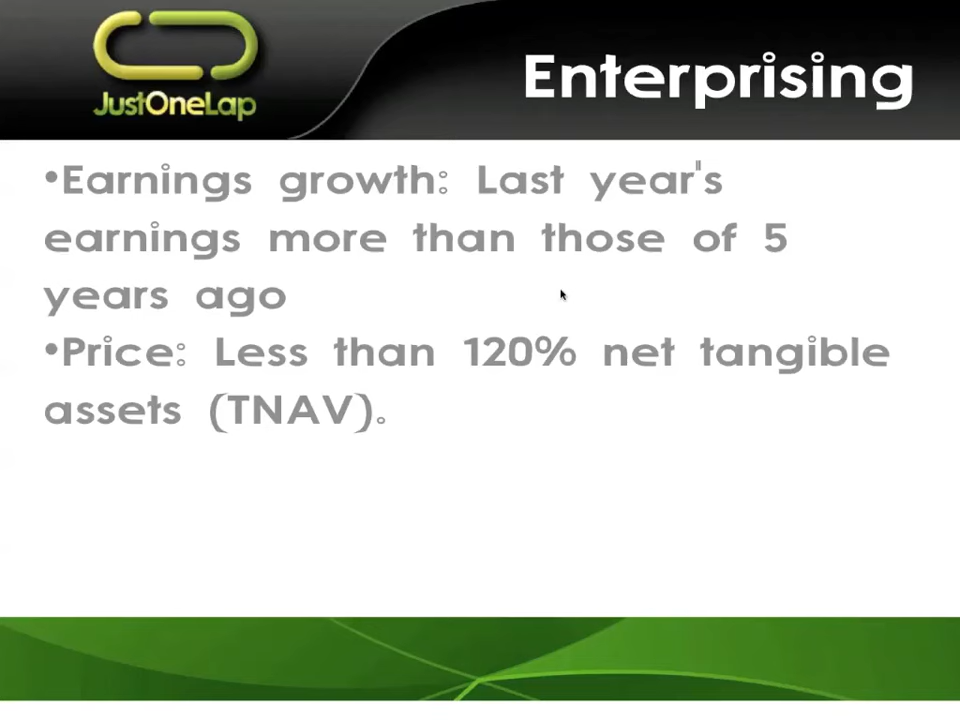 JustOneLap
Enterprising
•Earnings growth: Last year's
earnings more than those of 5
years ago
•Price: Less than 120% net tangible
assets (TNAV).